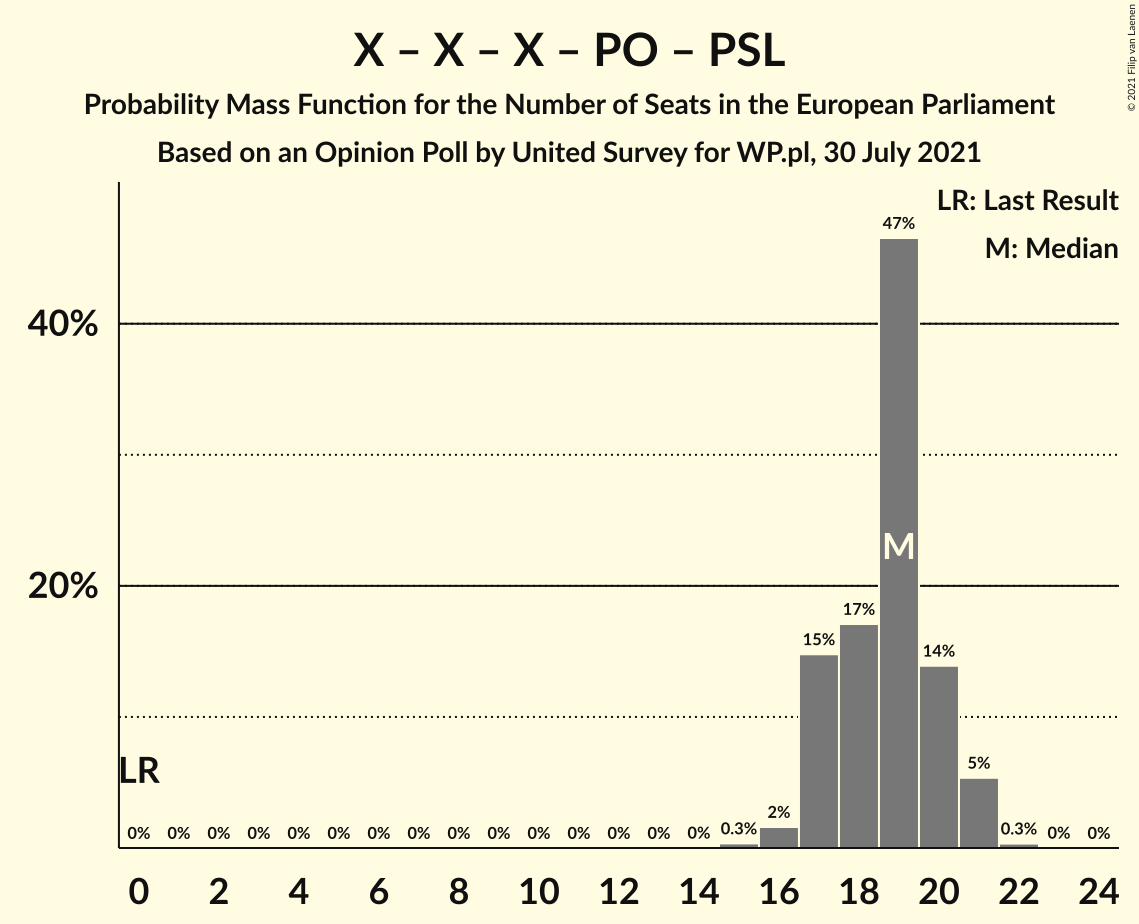 X – X – X – PO – PSL
Probability Mass Function for the Number of Seats in the European Parliament
Based on an Opinion Poll by United Survey for WP.pl, 30 July 2021
© 2021 Filip van Laenen
LR: Last Result
M: Median
47%
40%
M
20%
17%
15%
14%
LR
5%
2%
0% 0% 0% 0% 0% 0% 0% 0% 0% 0% 0% 0% 0% 0% 0% 0.3% 0.3% 0% 0%
0 2 4 6 8 10 12 14 16 18 20 22 24